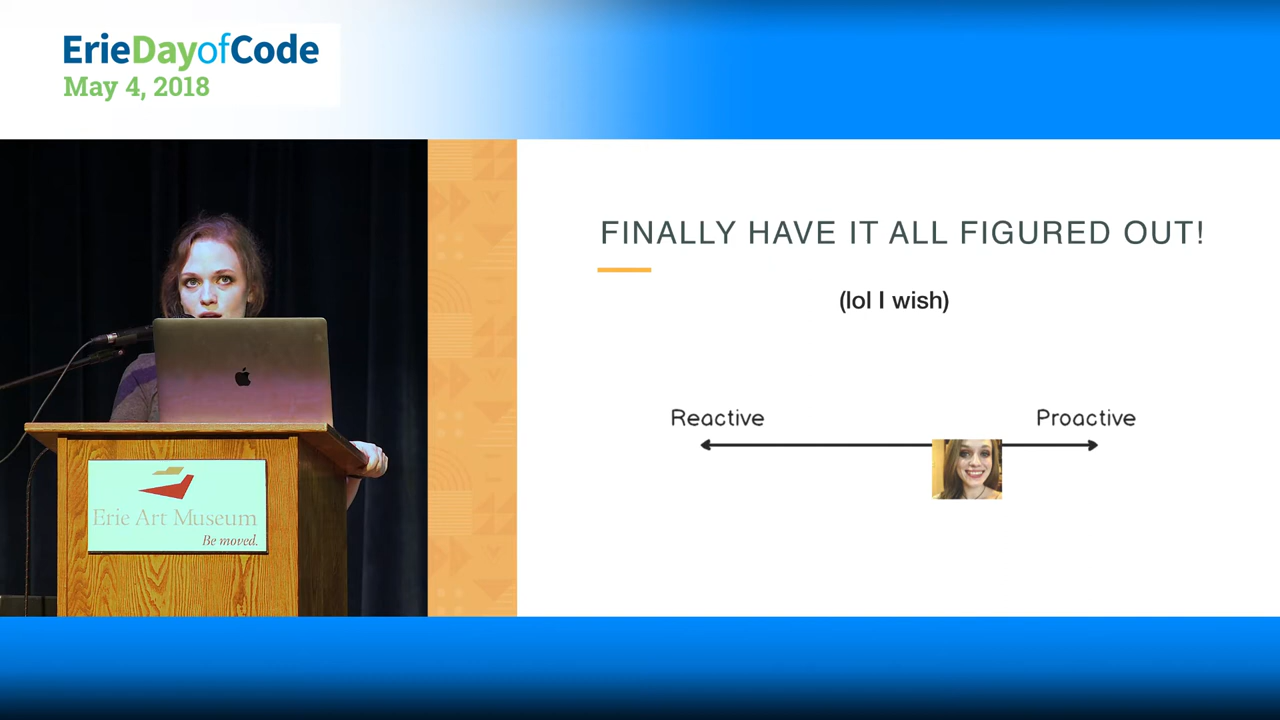 ErieDayofCode
May 4, 2018
FINALLY HAVE IT ALL FIGURED OUT!
(lol I wish)
Reactive
Proactive
Erie Art Museum
Be moved.